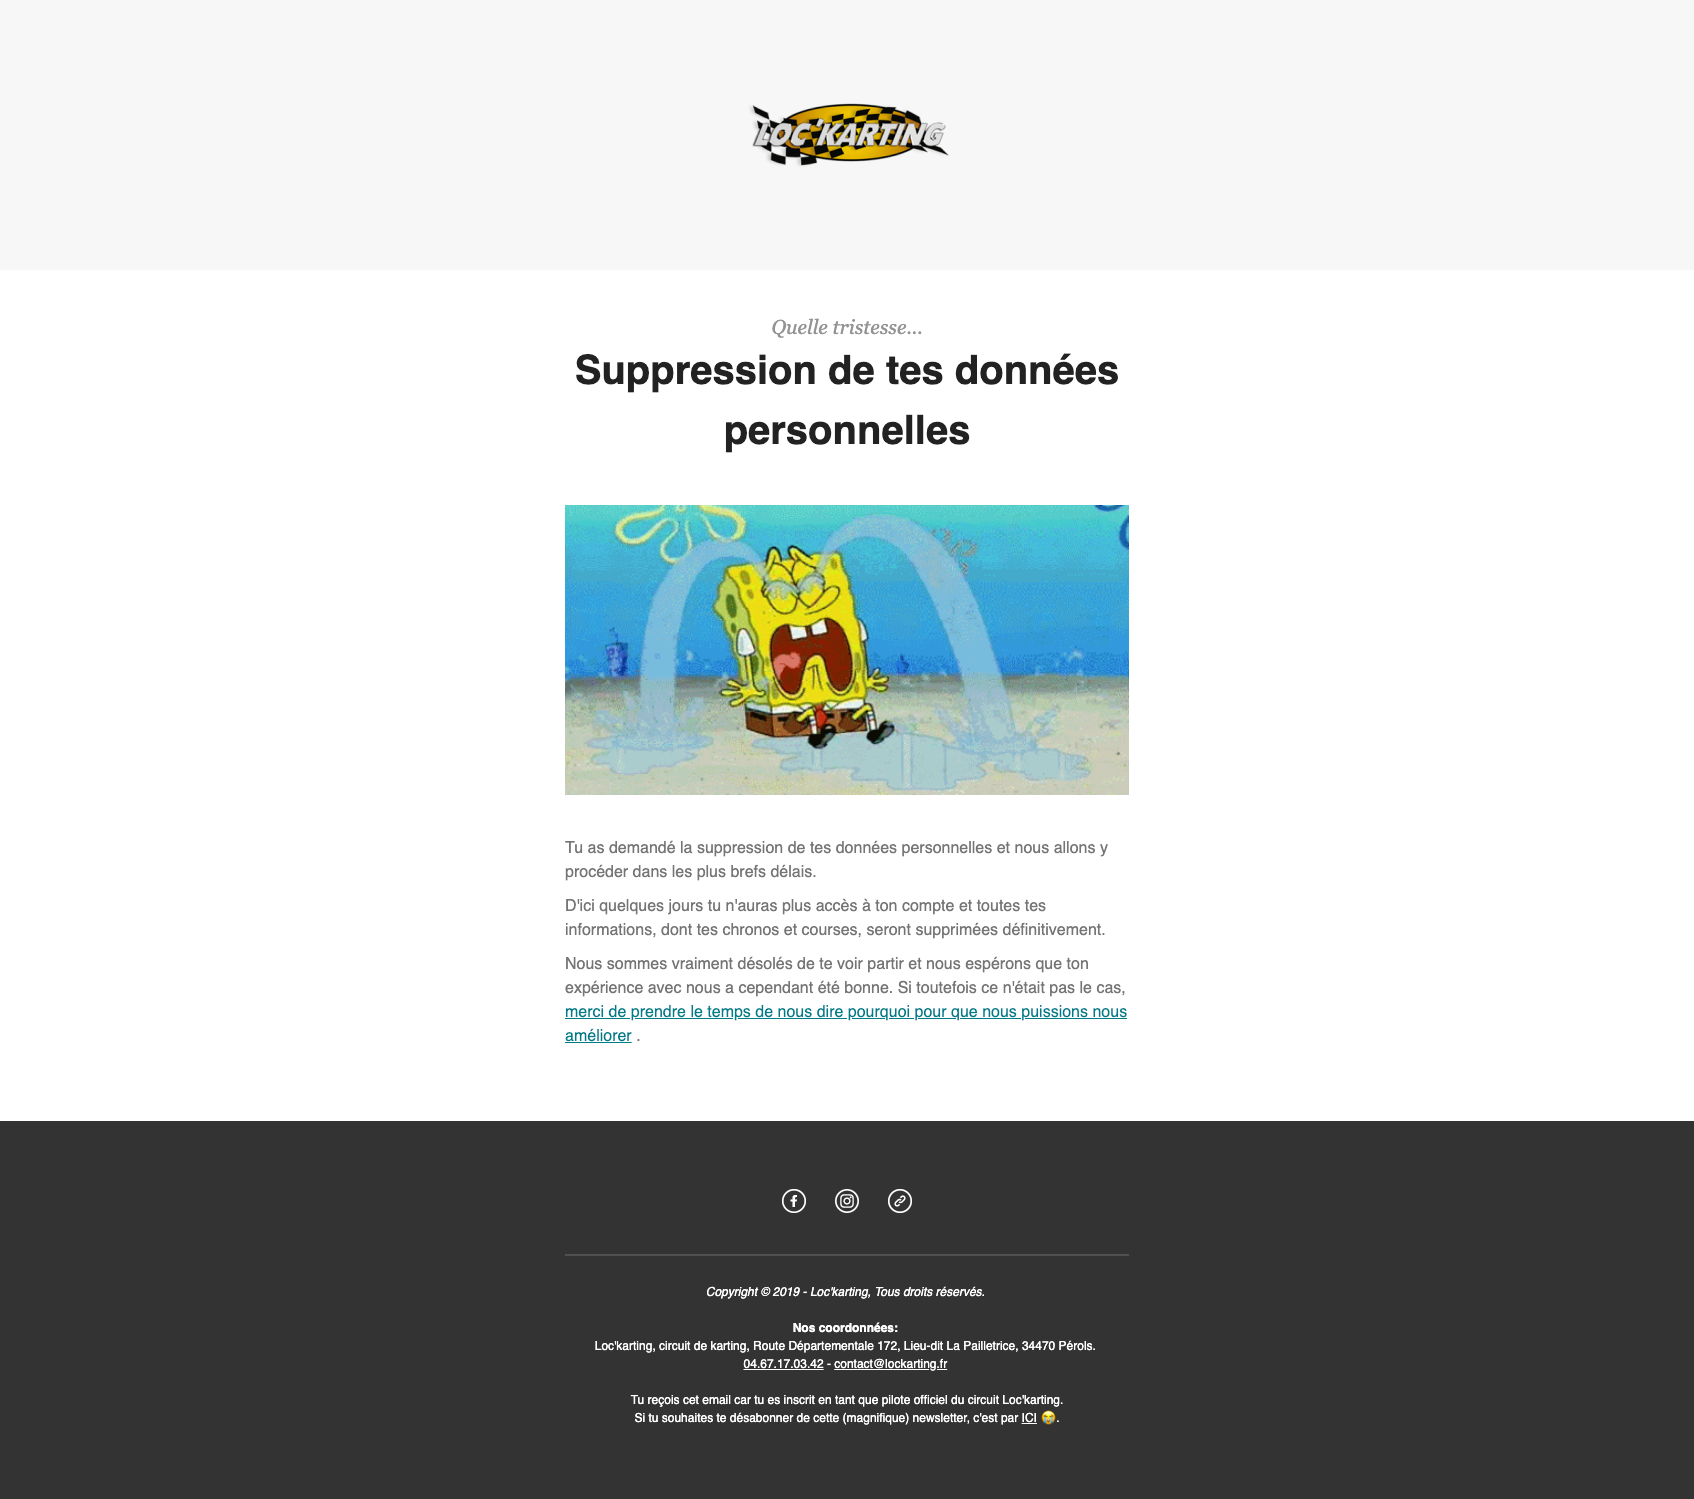 LOC'KARTING
Quelle tristesse...
Suppression de tes données
personnelles
Tu as demandé la suppression de tes données personnelles et nous allons y
procéder dans les plus brefs délais.
D'ici quelques jours tu n'auras plus accès à ton compte et toutes tes
informations, dont tes chronos et courses, seront supprimées définitivement.
Nous sommes vraiment désolés de te voir partir et nous espérons que ton
expérience avec nous a cependant été bonne. Si toutefois ce n'était pas le cas,
merci de prendre le temps de nous dire pourquoi pour que nous puissions nous
améliorer .
Copyright © 2019 - Loc'karting, Tous droits réservés.
Nos coordonnées:
Loc'karting, circuit de karting, Route Départementale 172, Lieu-dit La Pailletrice, 34470 Pérols.
04.67.17.03.42 - contact@lockarting.fr
Tu reçois cet email car tu es inscrit en tant que pilote officiel du circuit Loc'karting.
Si tu souhaites te désabonner de cette (magnifique) newsletter, c'est par ICI 😭.